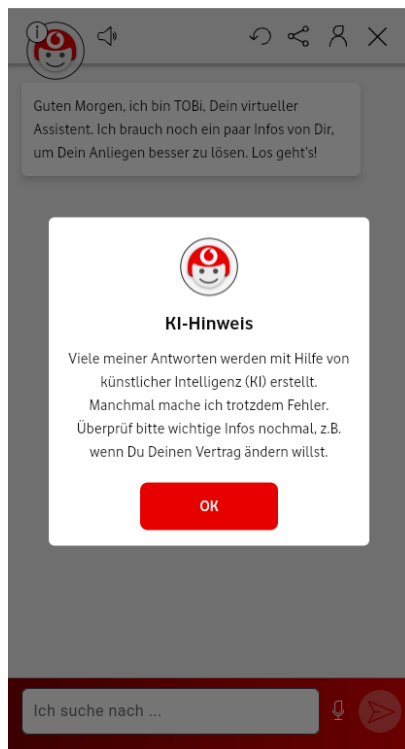 i
Guten Morgen, ich bin TOBi, Dein virtueller
Assistent. Ich brauch noch ein paar Infos von Dir,
um Dein Anliegen besser zu lösen. Los geht's!
KI-Hinweis
Viele meiner Antworten werden mit Hilfe von
künstlicher Intelligenz (KI) erstellt.
Manchmal mache ich trotzdem Fehler.
Überprüf bitte wichtige Infos nochmal, z.B.
wenn Du Deinen Vertrag ändern willst.
OK
Ich suche nach ...